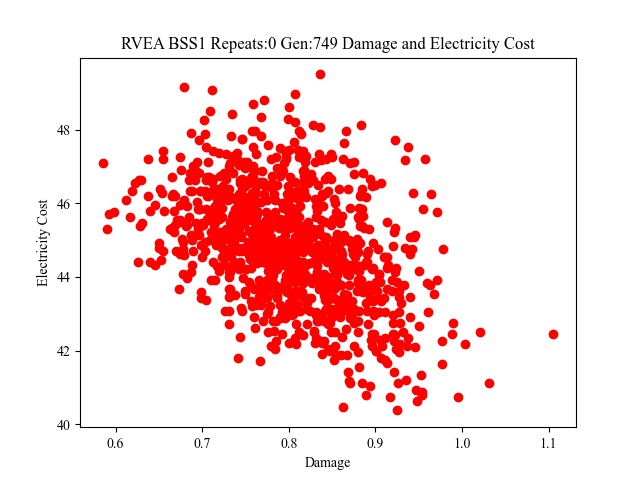 RVEA BSS1 Repeats:0 Gen:749 Damage and Electricity Cost
Electricity Cost
48
46
44
42
40
0.6 0.7 0.8 0.9 1.0 1.1
Damage